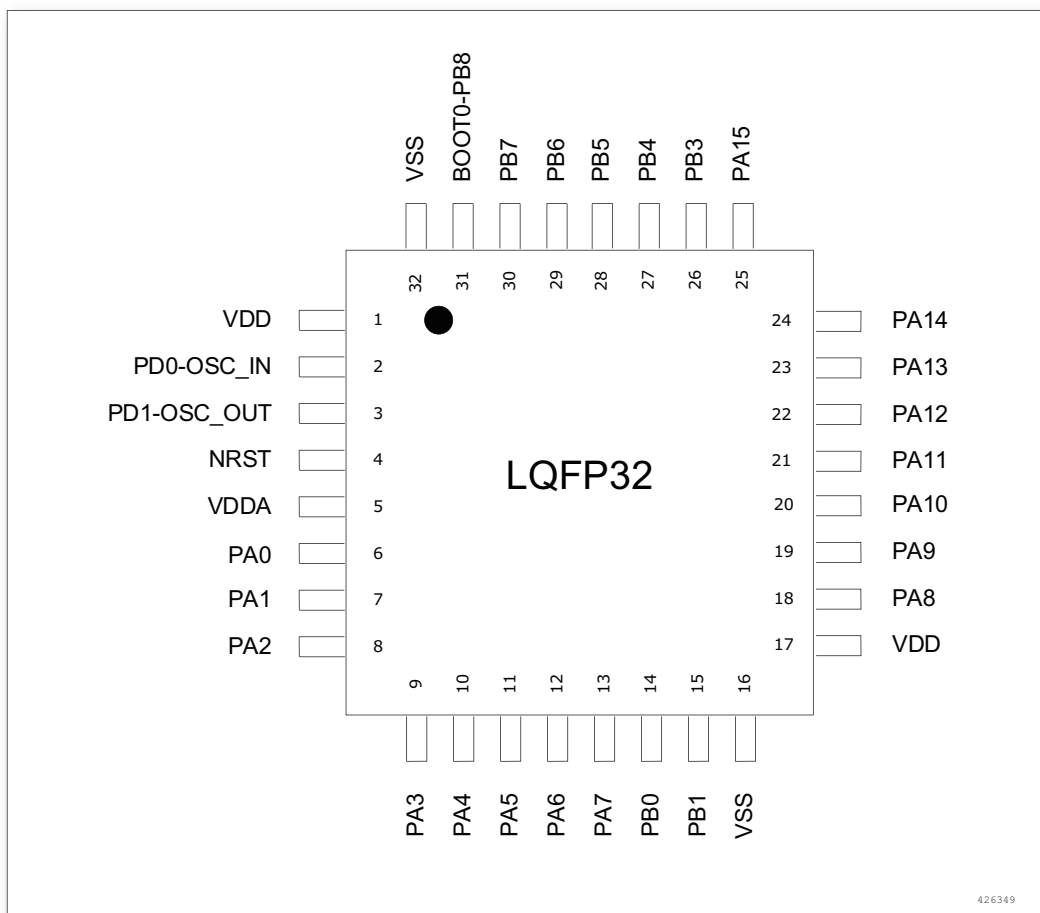 VSS
BOOT0-PB8
PB7
PB6
PB5
PB4
PB3
PA15
32
31
30
29
28
27
26
25
VDD 1
PD0-OSC_IN 2
PD1-OSC_OUT 3
NRST 4
VDDA 5
PA0 6
PA1 7
PA2 8
LQFP32
24 PA14
23 PA13
22 PA12
21 PA11
20 PA10
19 PA9
18 PA8
17 VDD
9
10
11
12
13
14
15
16
PA3
PA4
PA5
PA6
PA7
PB0
PB1
VSS
426349